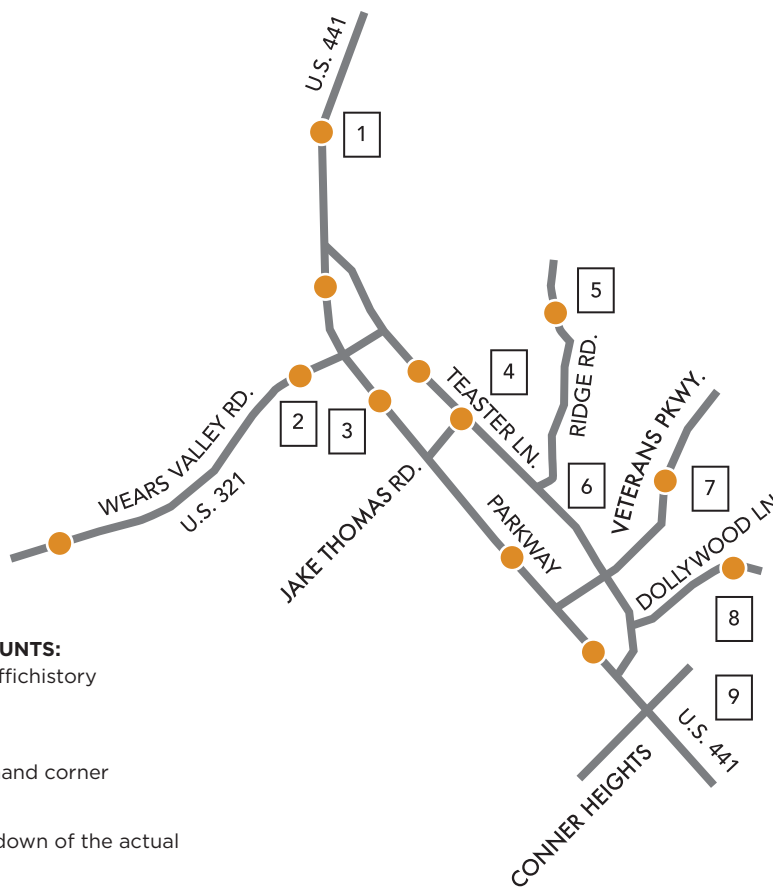 U.S. 441
1
5
4
TEASTER LN.
RIDGE RD.
VETERANS PKWY.
2
3
WEARS VALLEY RD.
U.S. 321
6
7
JAKE THOMAS RD.
PARKWAY
DOLLYWOOD LN
8
UNTS:
ffichistory
9
U.S. 441
and corner
CONNER HEIGHTS
down of the actual